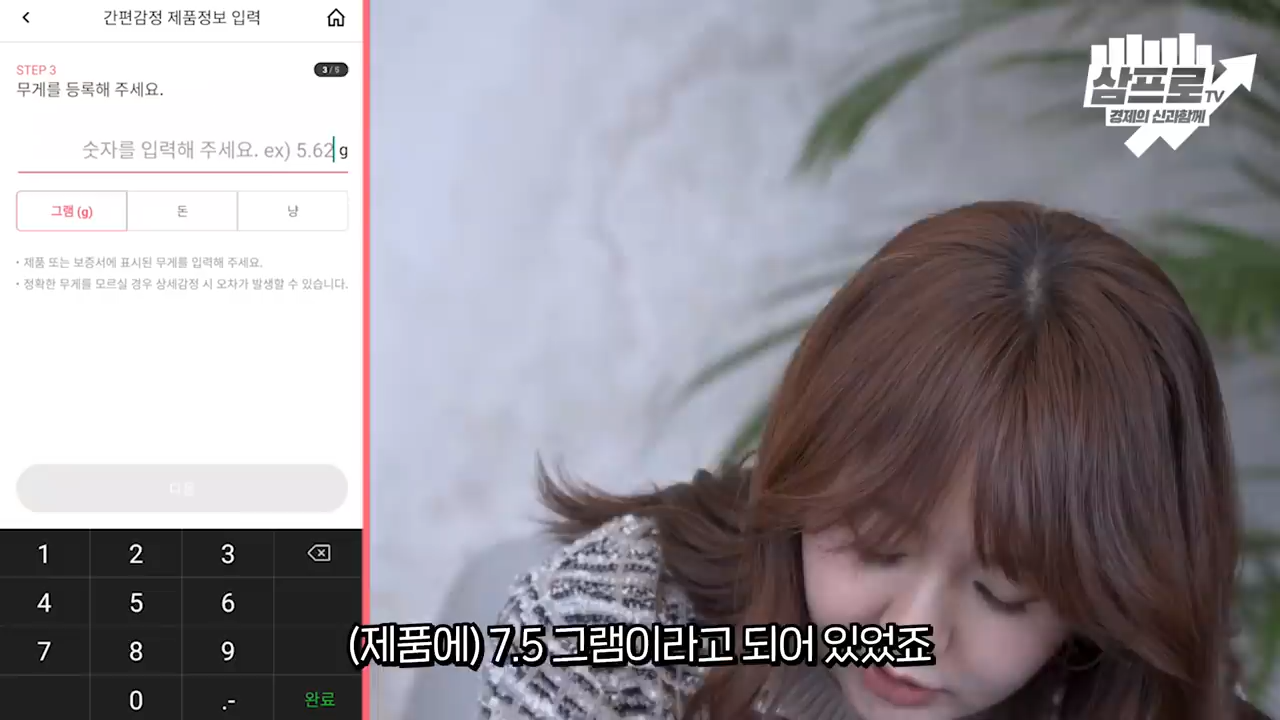 간편감정 제품정보 입력
STEP 3
3 / 5
무게를 등록해 주세요.
숫자를 입력해 주세요. ex) 5.62 g
그램 (g) 돈 냥
• 제품 또는 보증서에 표시된 무게를 입력해 주세요.
• 정확한 무게를 모르실 경우 상세감정 시 오차가 발생할 수 있습니다.
다음
1 2 3
4 5 6
7 8 9
0 .- 완료
삼프로TV
경제의 신과함께
(제품에) 7.5 그램이라고 되어 있었죠